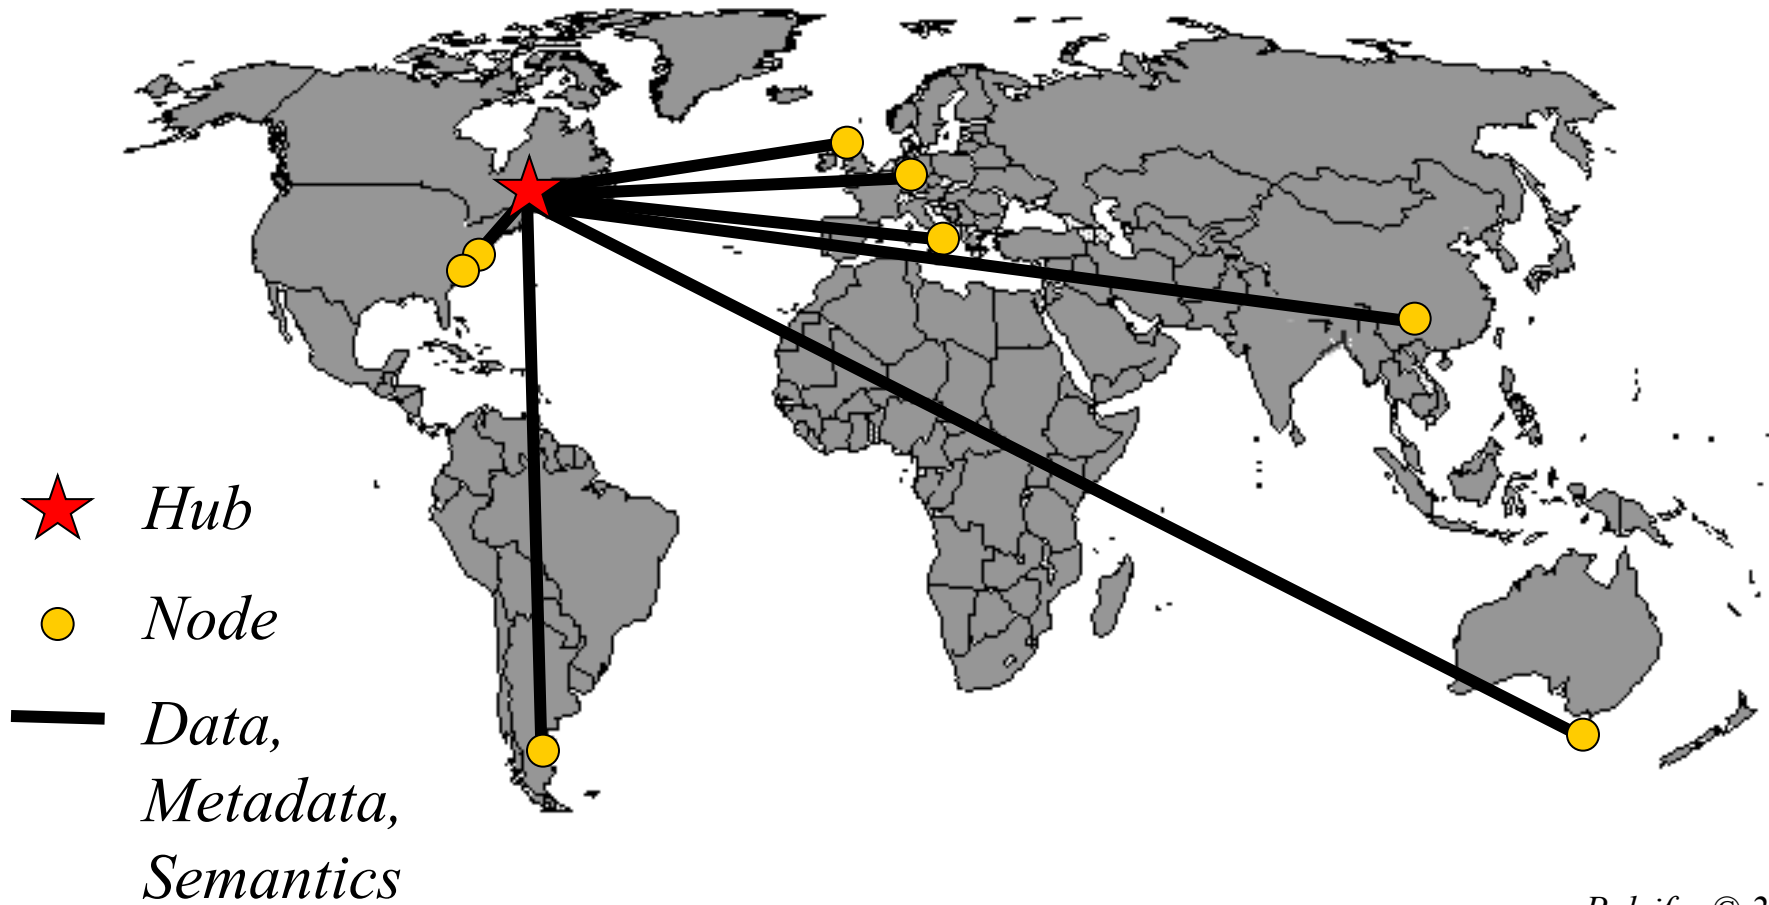 Hub
Node
Data,
Metadata,
Semantics
©